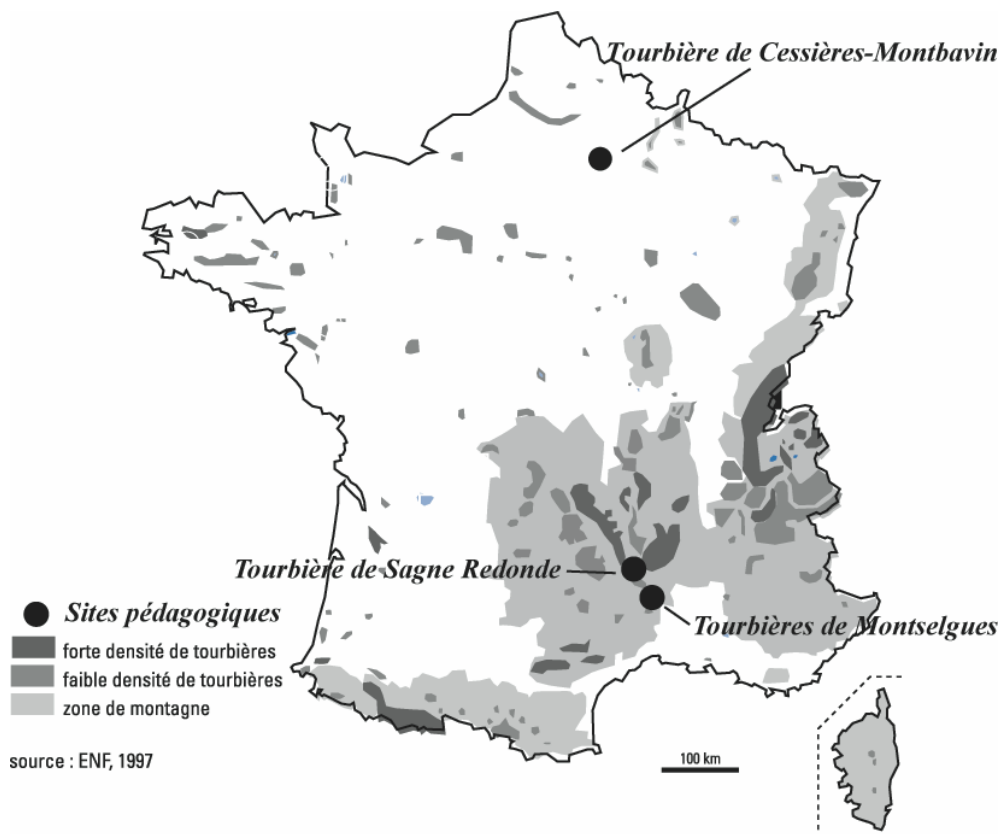 Tourbière de Cessières-Montbavin
Tourbière de Sagne Redonde
Tourbières de Montselgues
Sites pédagogiques
forte densité de tourbières
faible densité de tourbières
zone de montagne
source : ENF, 1997
100 km